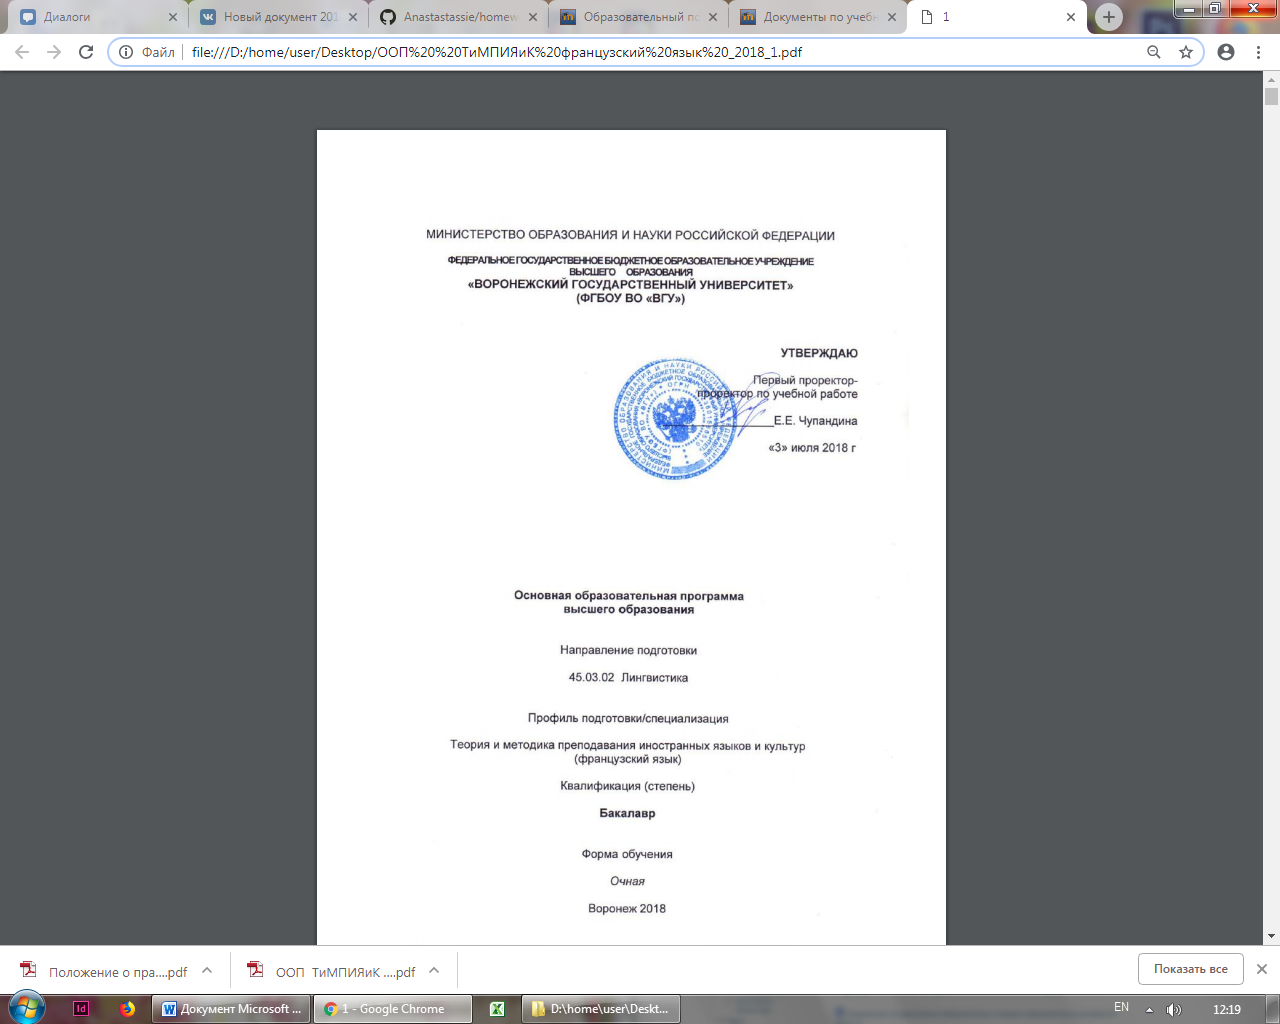 Диалоги
Новый документ 201
Anastastassie/homew
Образовательный по
Документы по учебн
1
Файл
file:///D:/home/user/Desktop/ООП%20%20ТиМПИЯиК%20французский%20язык%20_2018_1.pdf
МИНИСТЕРСТВО ОБРАЗОВАНИЯ И НАУКИ РОССИЙСКОЙ ФЕДЕРАЦИИ
ФЕДЕРАЛЬНОЕ ГОСУДАРСТВЕННОЕ БЮДЖЕТНОЕ ОБРАЗОВАТЕЛЬНОЕ УЧРЕЖДЕНИЕ
ВЫСШЕГО ОБРАЗОВАНИЯ
«ВОРОНЕЖСКИЙ ГОСУДАРСТВЕННЫЙ УНИВЕРСИТЕТ»
(ФГБОУ ВО «ВГУ»)
УТВЕРЖДАЮ
Первый проректор-
проректор по учебной работе
Е.Е. Чупандина
«3» июля 2018 г
Основная образовательная программа
высшего образования
Направление подготовки
45.03.02 Лингвистика
Профиль подготовки/специализация
Теория и методика преподавания иностранных языков и культур
(французский язык)
Квалификация (степень)
Бакалавр
Форма обучения
Очная
Воронеж 2018
Положение о пра....pdf
ООП ТиМПИЯиК ....pdf
Показать все
Id
Документ Microsoft ...
1 - Google Chrome
D:\home\user\Deskt...
EN
12:19